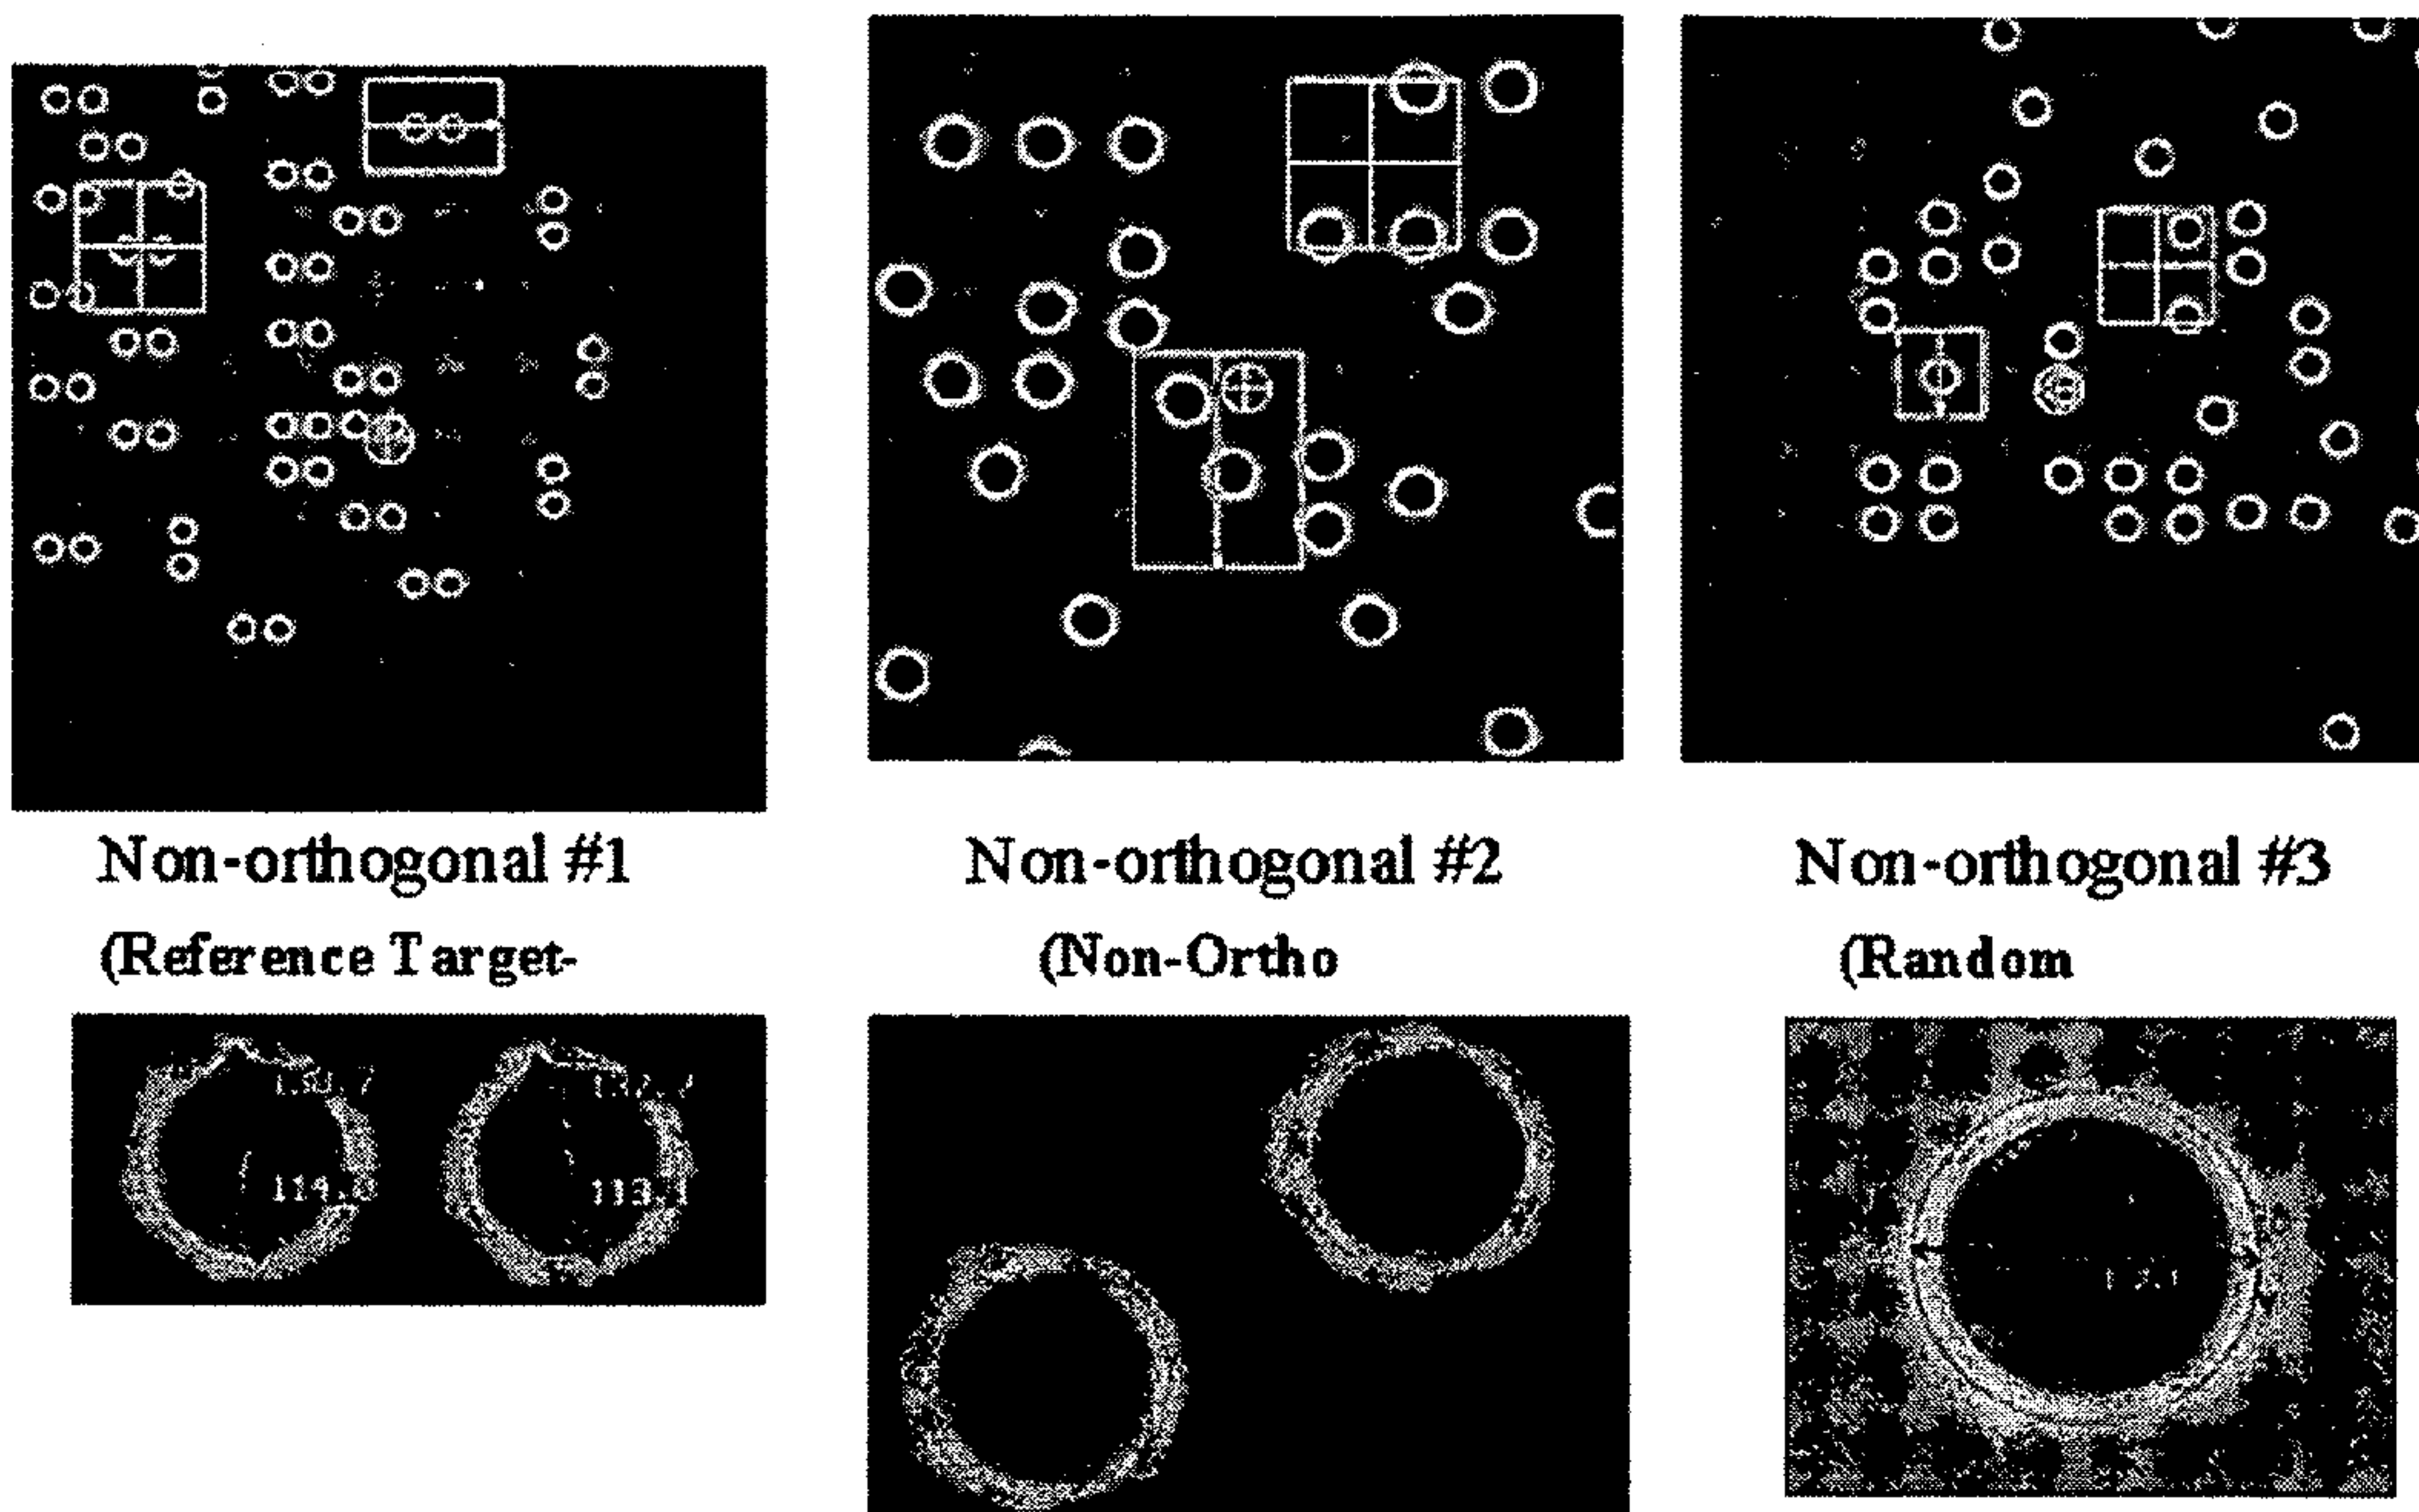 Non-orthogonal #1
Non-orthogonal #2
Non-orthogonal #3
(Reference Target-
(Non-Ortho
(Random